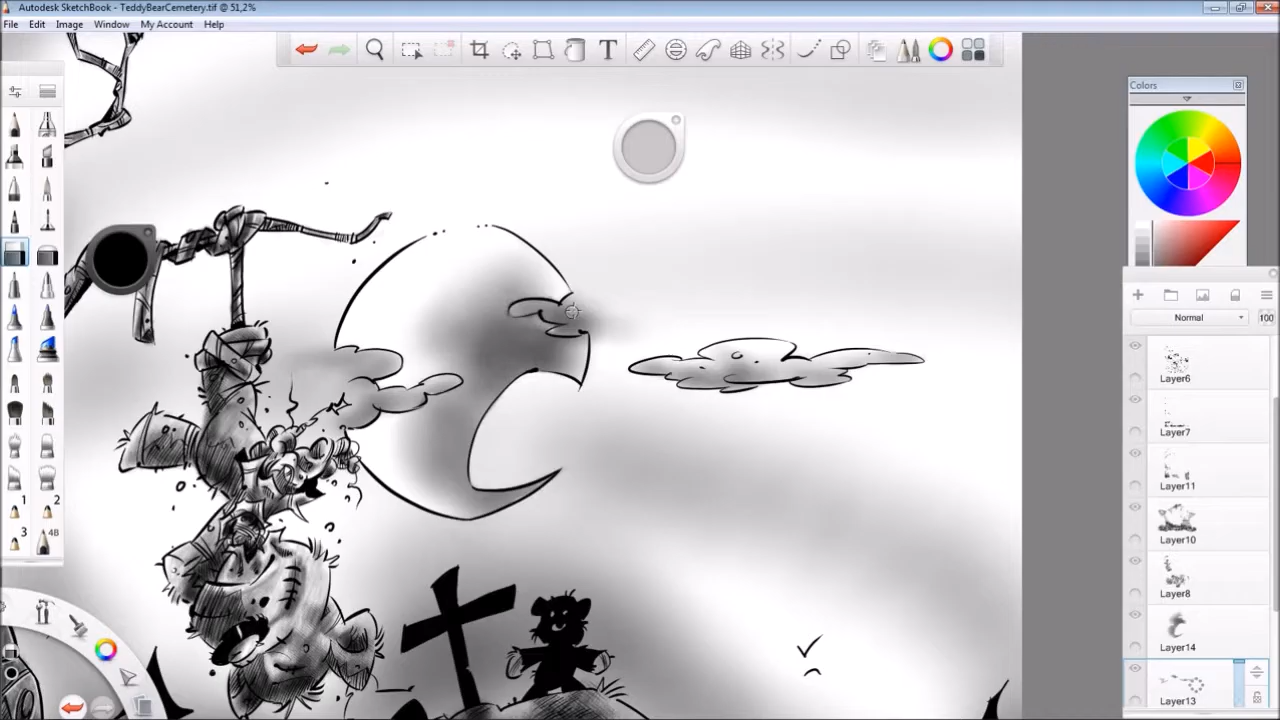 Autodesk SketchBook - TeddyBearCemetery.tif @ 51,2%
File Edit Image Window My Account Help
T
Colors
Normal 100
Layer6
Layer7
Layer11
Layer10
Layer8
Layer14
Layer13
1 2
3 4B